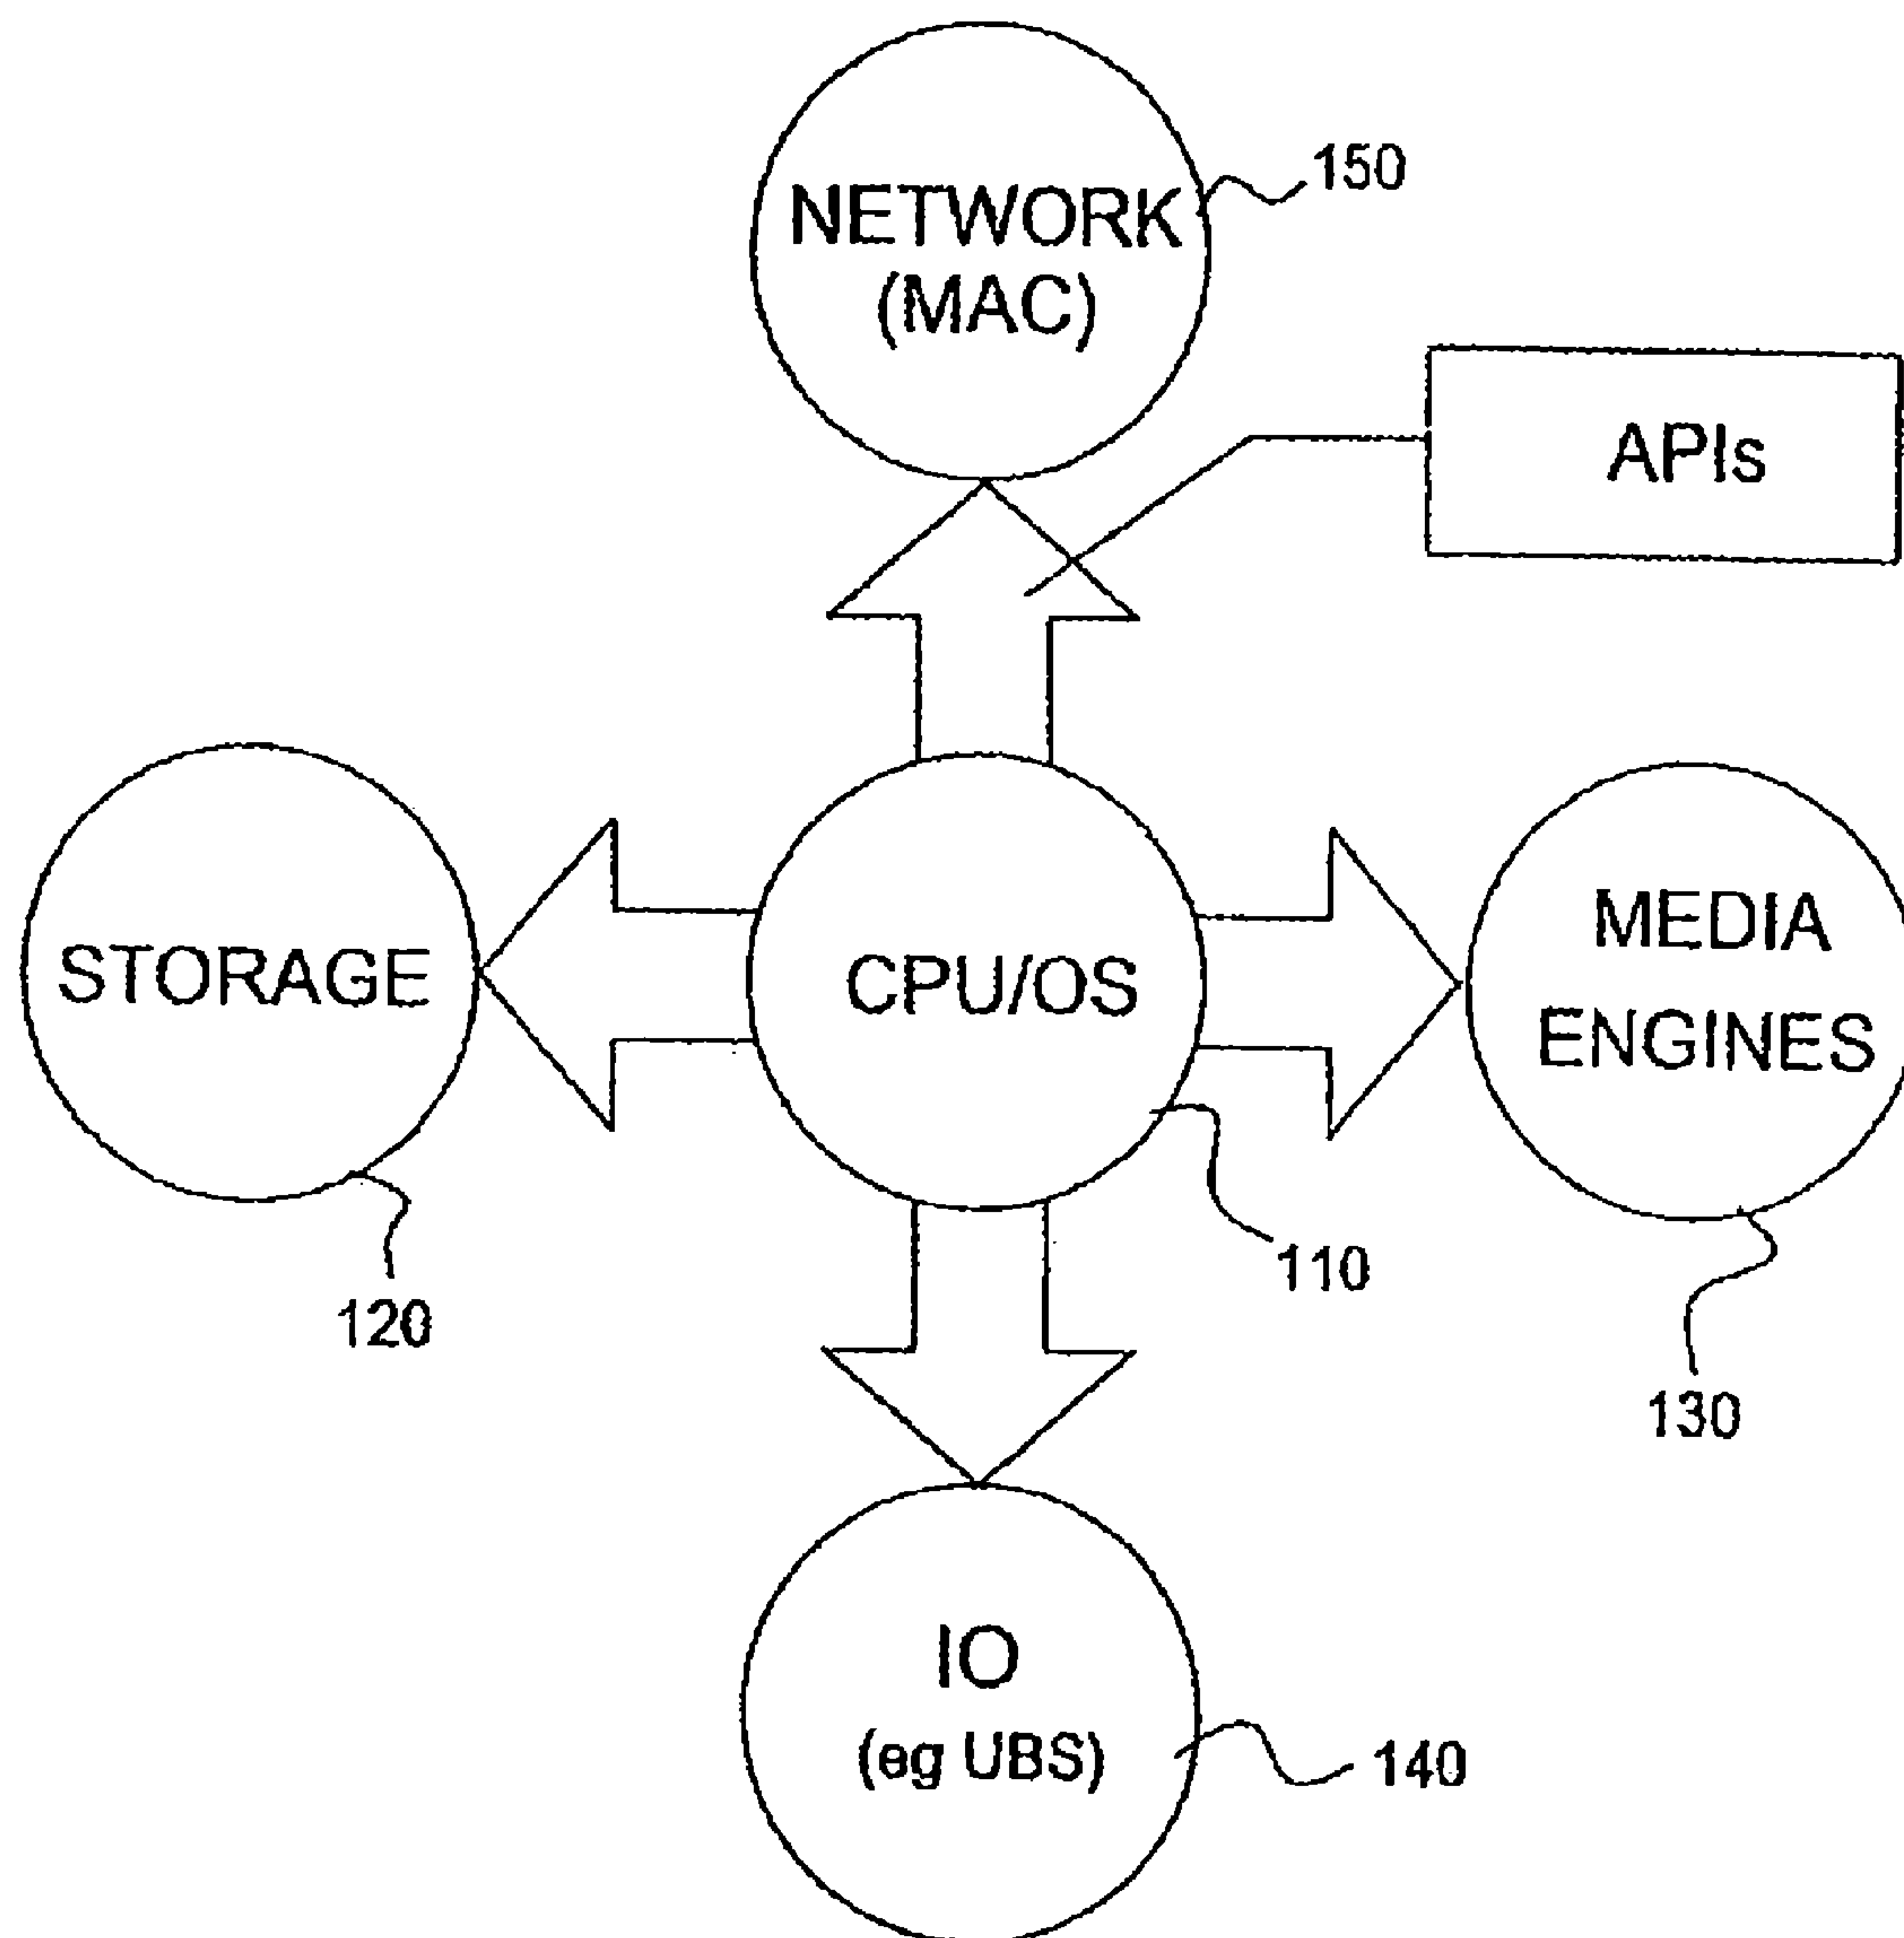 NETWORK
(MAC)
150
APIs
STORAGE
CPU/OS
MEDIA
ENGINES
110
120
130
IO
(eg UBS)
140